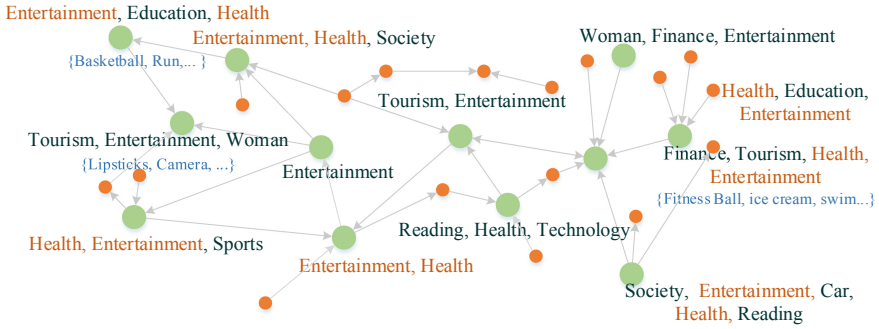 Entertainment, Education, Health
Entertainment, Health, Society
{Basketball, Run,... }
Woman, Finance, Entertainment
Tourism, Entertainment
Health, Education,
Entertainment
Tourism, Entertainment, Woman
{Lipsticks, Camera, ...}
Entertainment
Finance, Tourism, Health,
Entertainment
{Fitness Ball, ice cream, swim...}
Health, Entertainment, Sports
Reading, Health, Technology
Entertainment, Health
Society, Entertainment, Car,
Health, Reading